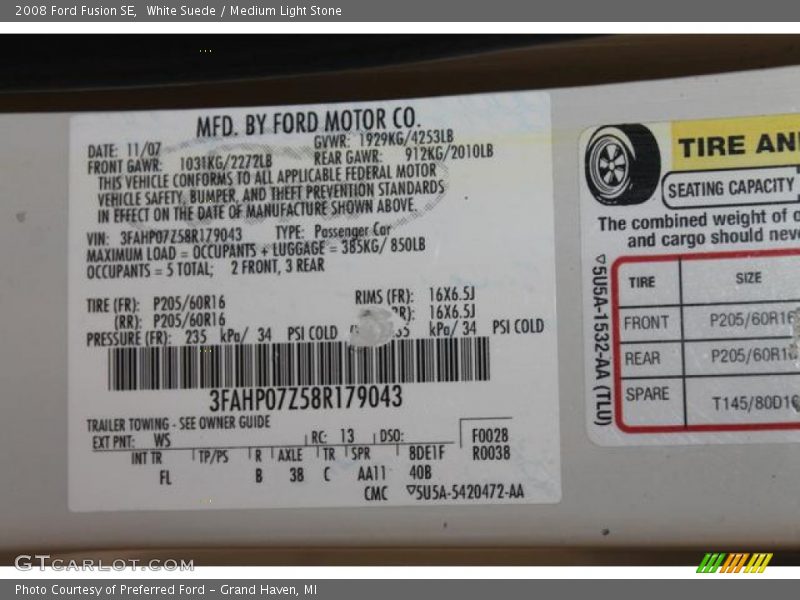 2008 Ford Fusion SE, White Suede / Medium Light Stone
MFD. BY FORD MOTOR CO.
DATE: 11/07 GVWR: 1929KG/4253LB
FRONT GAWR: 1031KG/2272LB REAR GAWR: 912KG/2010LB
THIS VEHICLE CONFORMS TO ALL APPLICABLE FEDERAL MOTOR
VEHICLE SAFETY, BUMPER, AND THEFT PREVENTION STANDARDS
IN EFFECT ON THE DATE OF MANUFACTURE SHOWN ABOVE.
VIN: 3FAHP07Z58R179043 TYPE: Passenger Car
MAXIMUM LOAD = OCCUPANTS + LUGGAGE = 385KG/ 850LB
OCCUPANTS = 5 TOTAL; 2 FRONT, 3 REAR
TIRE (FR): P205/60R16 RIMS (FR): 16X6.5J
(RR): P205/60R16 16X6.5J
PRESSURE (FR): 235 kPa/ 34 PSI COLD kPa/ 34 PSI COLD
3FAHP07Z58R179043
TRAILER TOWING - SEE OWNER GUIDE
EXT PNT: WS RC: 13 DSO: F0028
INT TR TP/PS R AXLE TR SPR 8DE1F R0038
FL B 38 C AA11 40B
CMC ▽5U5A-5420472-AA
TIRE
SEATING CAPACITY
The combined weight of
and cargo should
▽5U5A-1532-AA (TLU)
TIRE SIZE
FRONT P205/60R16
REAR P205/60R16
SPARE T145/80D16
GTCARLOT.COM
Photo Courtesy of Preferred Ford – Grand Haven, MI